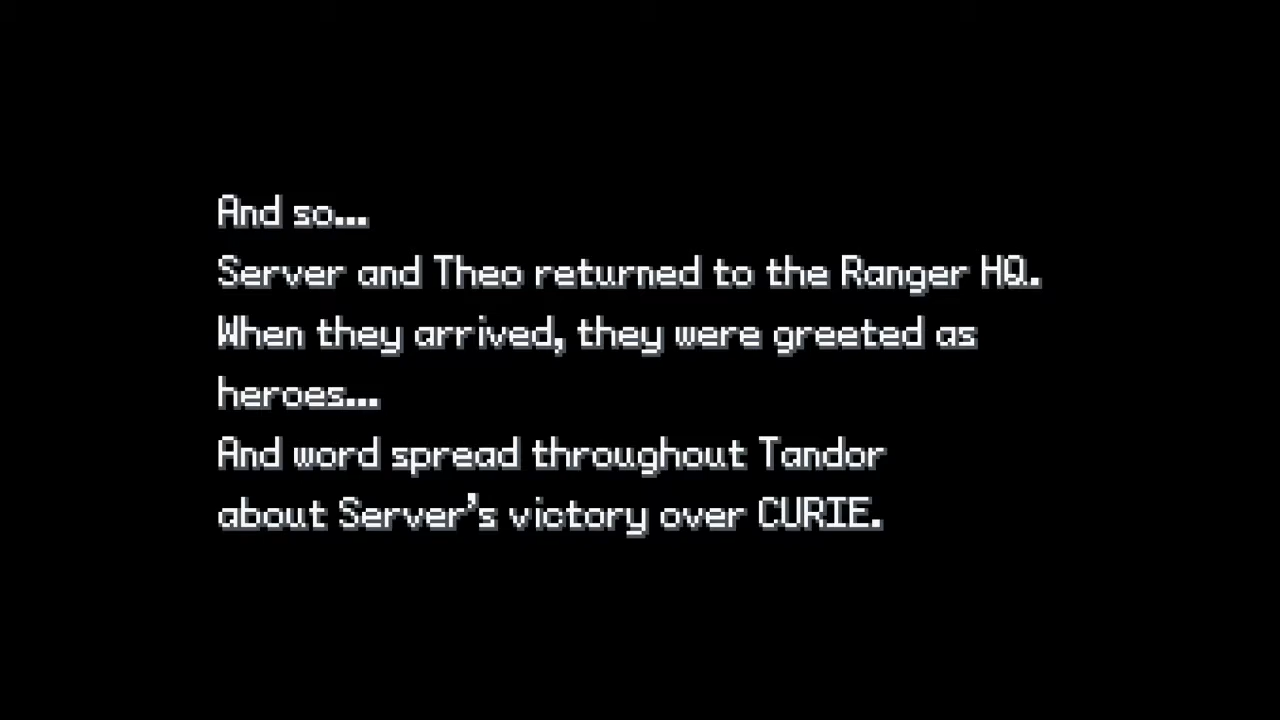 And so...
Server and Theo returned to the Ranger HQ.
When they arrived, they were greeted as
heroes...
And word spread throughout Tandor
about Server's victory over CURIE.